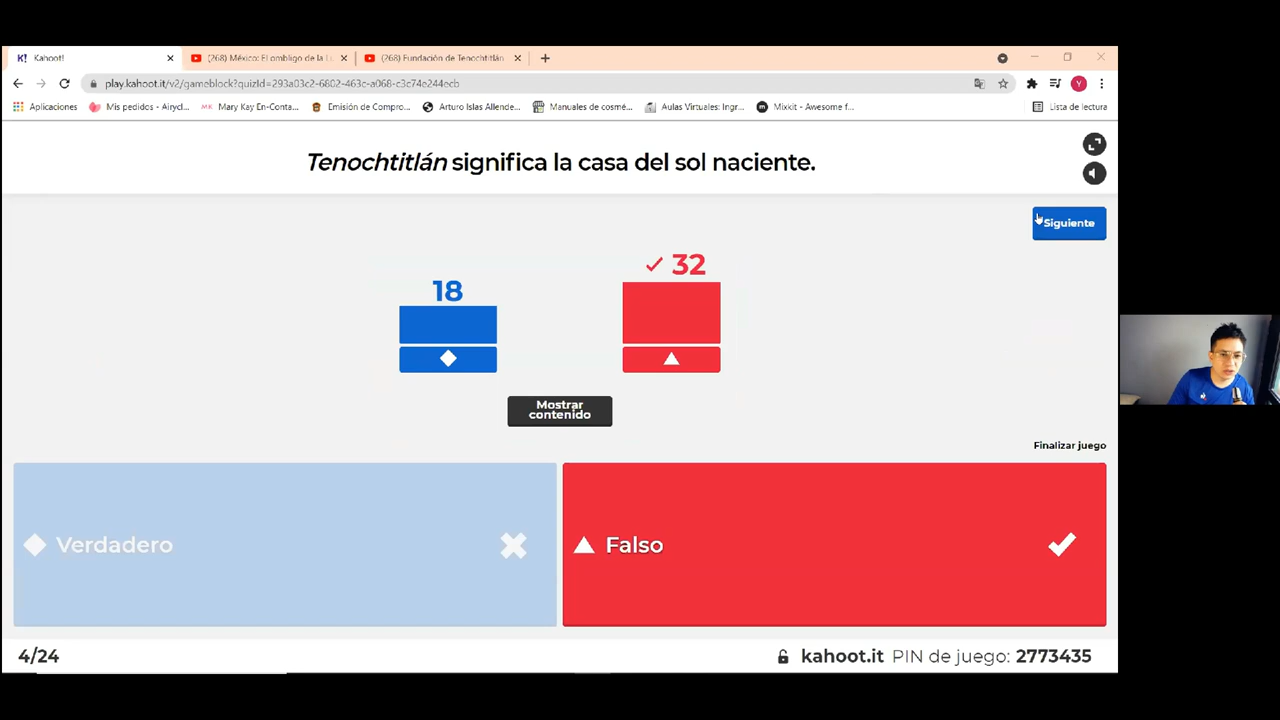 K! Kahoot!
(268) México: El ombligo de la Lu
(268) Fundación de Tenochtitlán
play.kahoot.it/v2/gameblock?quizId=293a03c2-6802-463c-a068-c3c74e244ecb
Y
Aplicaciones
Mis pedidos - Airycl...
MK Mary Kay En-Conta...
Emisión de Compro...
Arturo Islas Allende...
Manuales de cosmé...
Aulas Virtuales: Ingr...
Mixkit - Awesome f...
Lista de lectura
Tenochtitlán significa la casa del sol naciente.
Siguiente
18
32
Mostrar
contenido
Finalizar juego
Verdadero
Falso
4/24
kahoot.it PIN de juego: 2773435